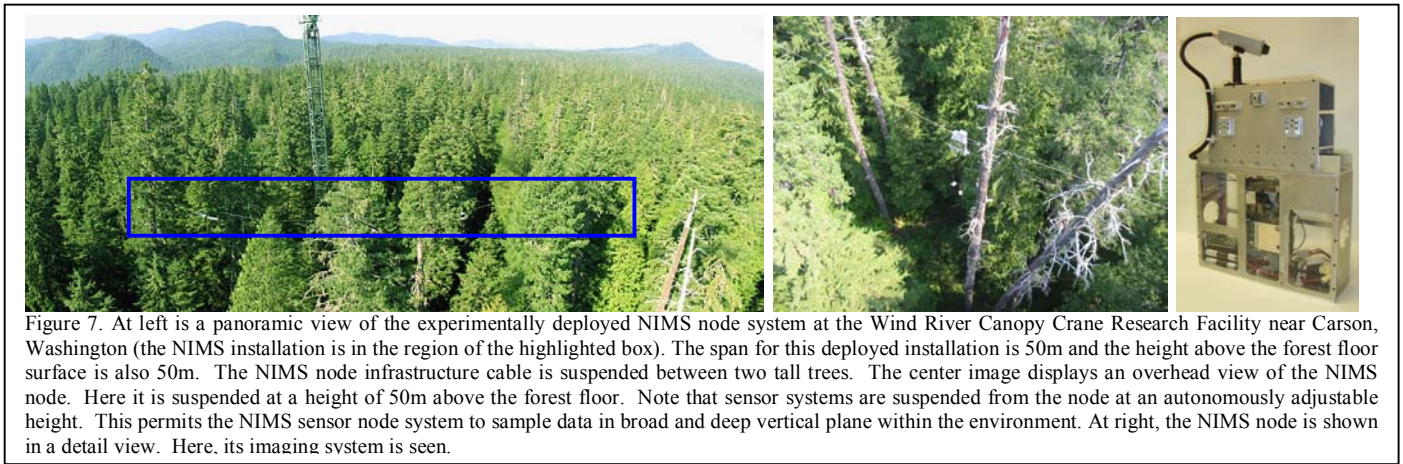 Figure 7. At left is a panoramic view of the experimentally deployed NIMS node system at the Wind River Canopy Crane Research Facility near Carson,
Washington (the NIMS installation is in the region of the highlighted box). The span for this deployed installation is 50m and the height above the forest floor
surface is also 50m. The NIMS node infrastructure cable is suspended between two tall trees. The center image displays an overhead view of the NIMS
node. Here it is suspended at a height of 50m above the forest floor. Note that sensor systems are suspended from the node at an autonomously adjustable
height. This permits the NIMS sensor node system to sample data in broad and deep vertical plane within the environment. At right, the NIMS node is shown
in a detail view. Here, its imaging system is seen.